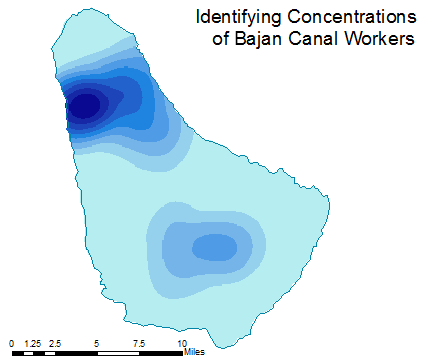 Identifying Concentrations
of Bajan Canal Workers
0 1.25 2.5 5 7.5 10
Miles